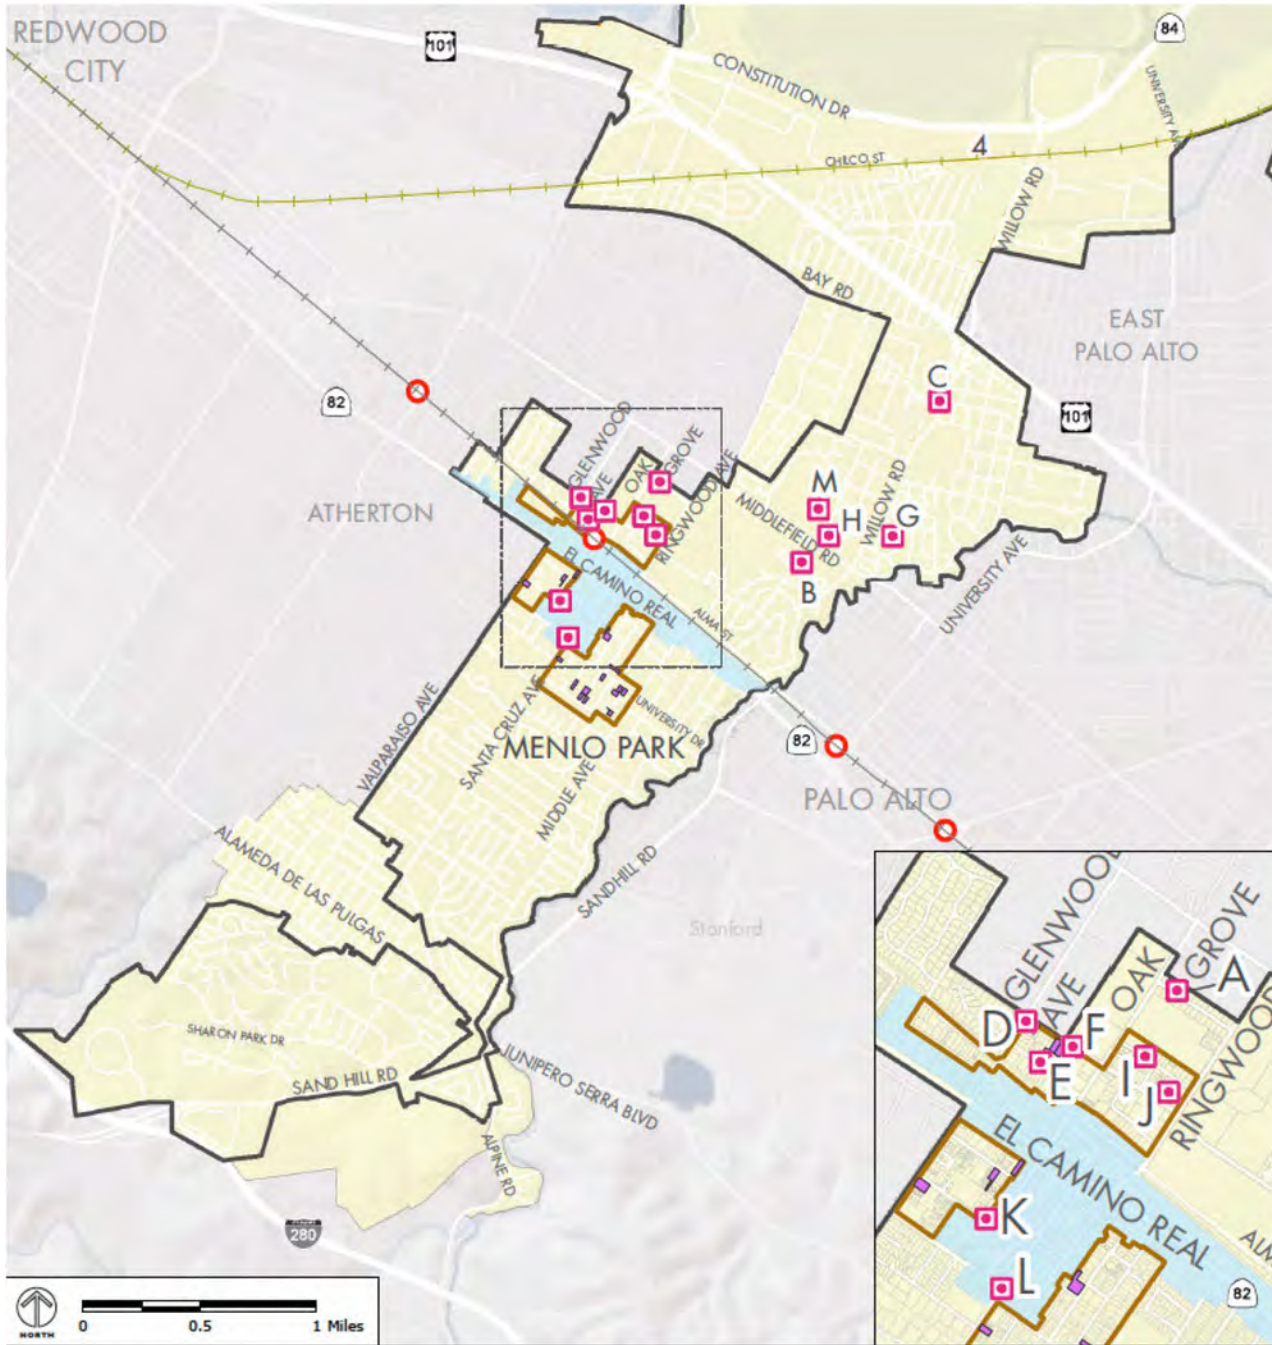 REDWOOD
CITY
101
84
CONSTITUTION DR
UNIVERSITY AV
4
CHILCO ST
WILLOW RD
BAY RD
EAST
PALO ALTO
C
82
101
GLENWOOD
AVE
OAK
GROVE
RINGWOOD AVE
ATHERTON
M
MIDDLEFIELD RD
H
WILLOW RD
G
B
UNIVERSITY AVE
EL CAMINO REAL
ALMA ST
VALPARAISO AVE
SANTA CRUZ AVE
UNIVERSITY DR
MENLO PARK
MIDDLE AVE
82
PALO ALTO
SANDHILL RD
ALAMEDA DE LAS PULGAS
Stanford
SHARON PARK DR
SAND HILL RD
JUNIPERO SERRA BLVD
ALPINE RD
280
GLENWOOD
AVE
OAK
GROVE
A
D
F
E
I
J
RINGWOOD
EL CAMINO REAL
K
L
ALM
82
NORTH
0 0.5 1 Miles